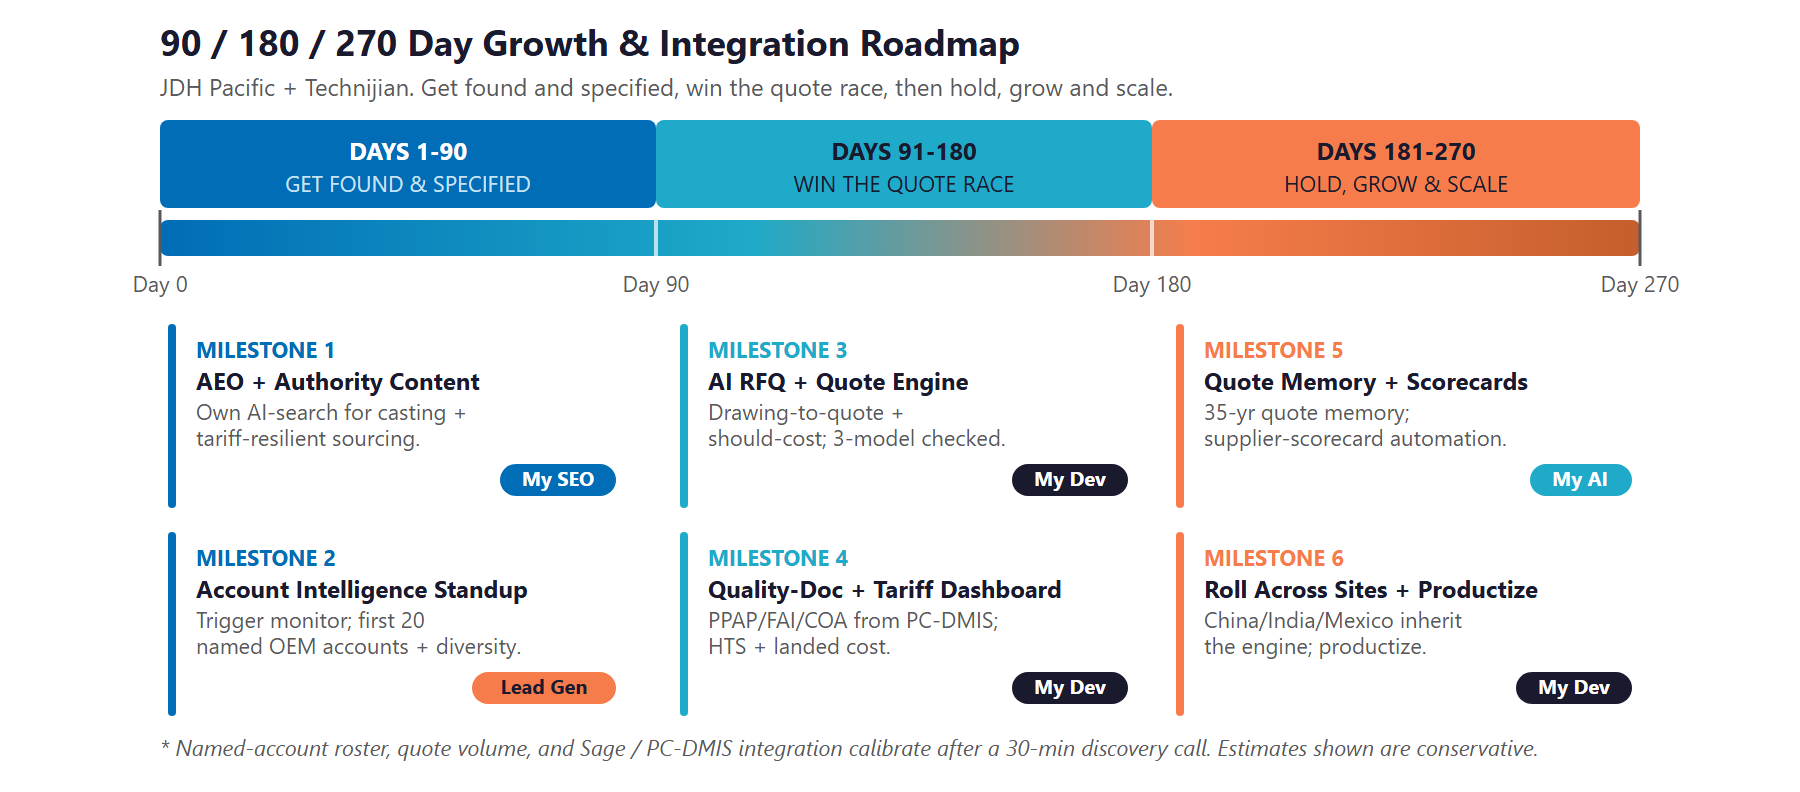 90 / 180 / 270 Day Growth & Integration Roadmap
JDH Pacific + Technijian. Get found and specified, win the quote race, then hold, grow and scale.
DAYS 1-90
GET FOUND & SPECIFIED
DAYS 91-180
WIN THE QUOTE RACE
DAYS 181-270
HOLD, GROW & SCALE
Day 0
Day 90
Day 180
Day 270
MILESTONE 1
AEO + Authority Content
Own AI-search for casting +
tariff-resilient sourcing.
My SEO
MILESTONE 3
AI RFQ + Quote Engine
Drawing-to-quote +
should-cost; 3-model checked.
My Dev
MILESTONE 5
Quote Memory + Scorecards
35-yr quote memory;
supplier-scorecard automation.
My AI
MILESTONE 2
Account Intelligence Standup
Trigger monitor; first 20
named OEM accounts + diversity.
Lead Gen
MILESTONE 4
Quality-Doc + Tariff Dashboard
PPAP/FAI/COA from PC-DMIS;
HTS + landed cost.
My Dev
MILESTONE 6
Roll Across Sites + Productize
China/India/Mexico inherit
the engine; productize.
My Dev
* Named-account roster, quote volume, and Sage / PC-DMIS integration calibrate after a 30-min discovery call. Estimates shown are conservative.